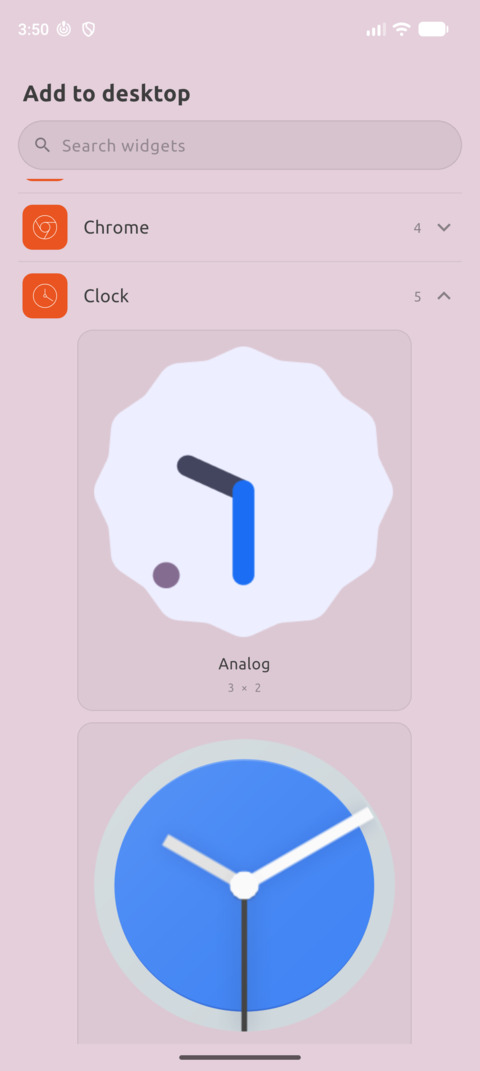 3:50
Add to desktop
Search widgets
Chrome 4
Clock 5
Analog
3 × 2